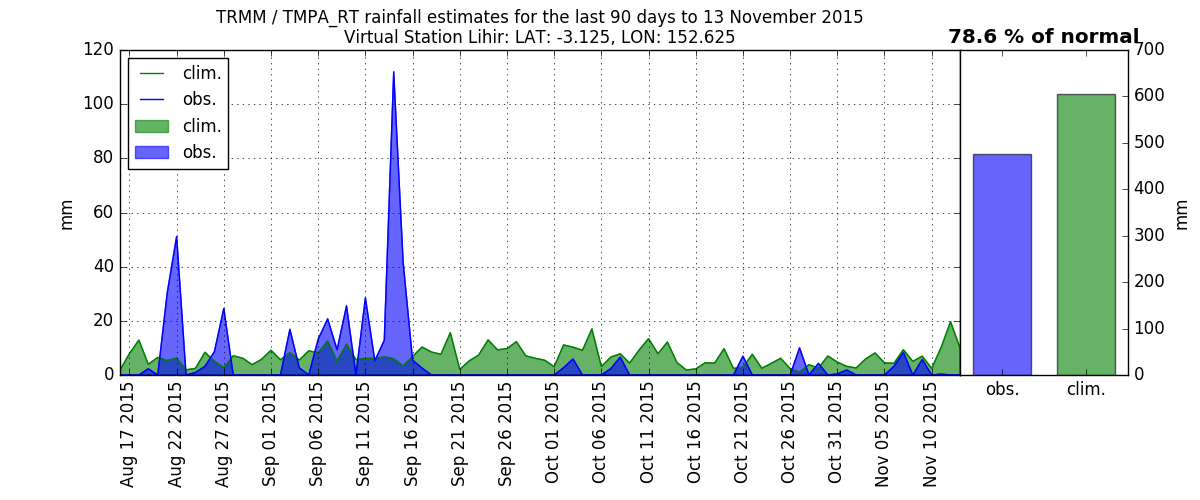 TRMM / TMPA_RT rainfall estimates for the last 90 days to 13 November 2015
Virtual Station Lihir: LAT: -3.125, LON: 152.625
78.6 % of normal
120
100
80
60
40
20
0
mm
clim.
obs.
clim.
obs.
Aug 17 2015
Aug 22 2015
Aug 27 2015
Sep 01 2015
Sep 06 2015
Sep 11 2015
Sep 16 2015
Sep 21 2015
Sep 26 2015
Oct 01 2015
Oct 06 2015
Oct 11 2015
Oct 16 2015
Oct 21 2015
Oct 26 2015
Oct 31 2015
Nov 05 2015
Nov 10 2015
obs.
clim.
700
600
500
400
300
200
100
0
mm